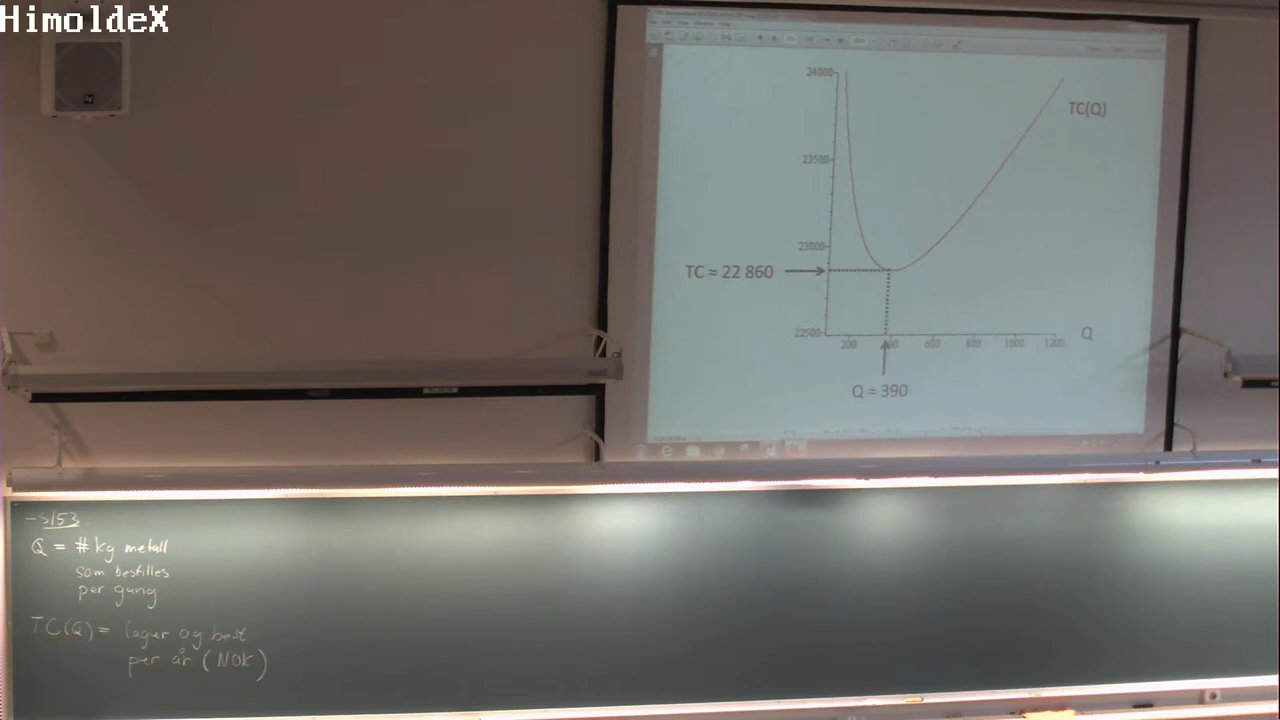 HimoldeX
24000
TC(Q)
23500
23000
TC = 22 860
22500
Q
200 400 600 800 1000 1200
Q = 390
- S153
Q = # kg metall
som bestilles
per gang
TC(Q) = lager og best
per år (NOK)